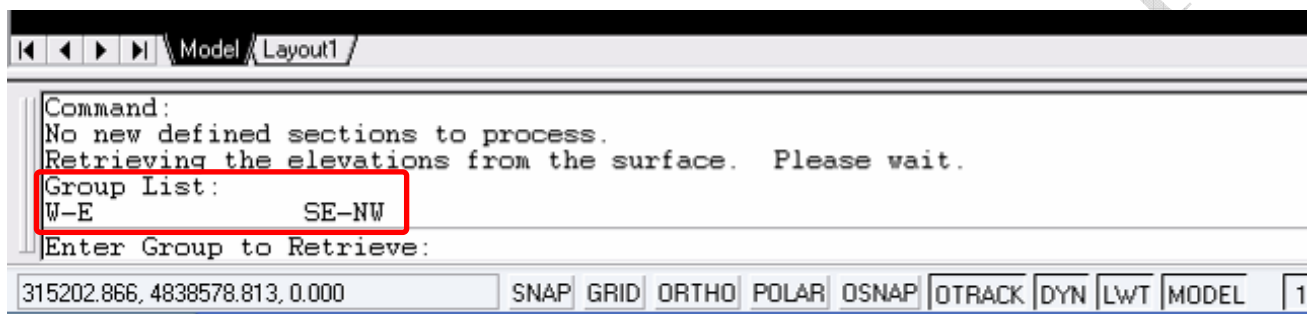 Model Layout1
Command:
No new defined sections to process.
Retrieving the elevations from the surface.  Please wait.
Group List:
W-E SE-NW
Enter Group to Retrieve:
315202.866, 4838578.813, 0.000 SNAP GRID ORTHO POLAR OSNAP OTRACK DYN LWT MODEL 1